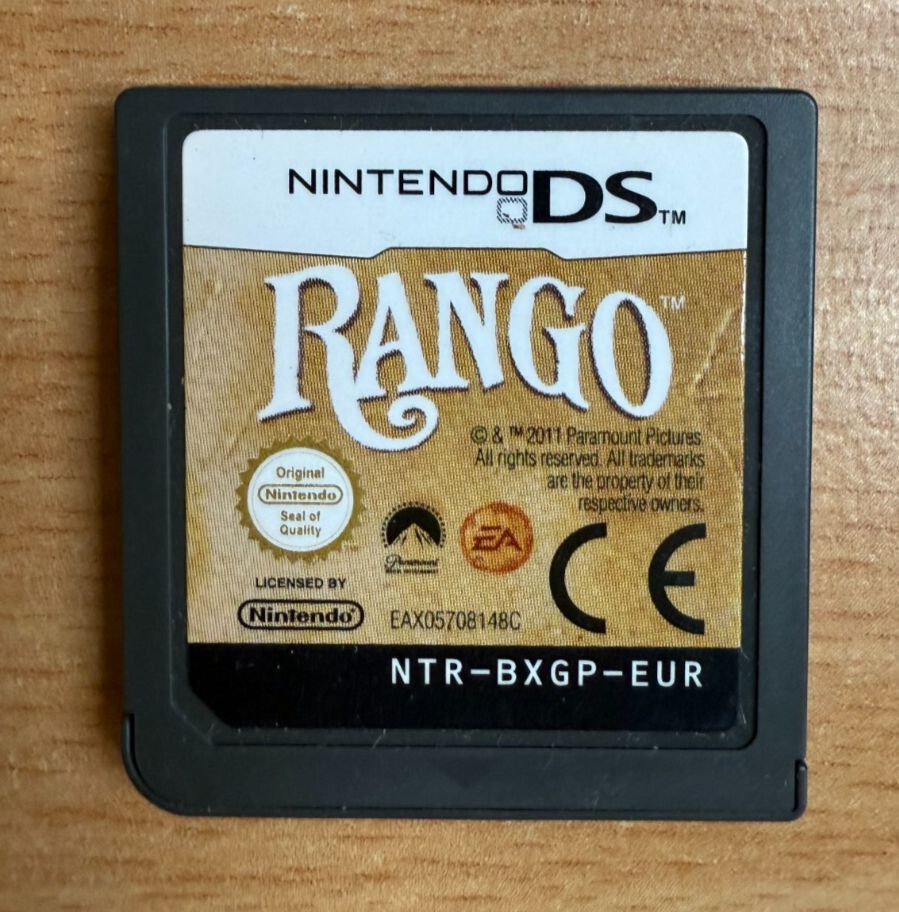 NINTENDO DS™
RANGO™
© & ™ 2011 Paramount Pictures.
All rights reserved. All trademarks
are the property of their
respective owners.
Original
Nintendo
Seal of
Quality
Paramount
EA
CE
LICENSED BY
Nintendo®
EAX05708148C
NTR-BXGP-EUR